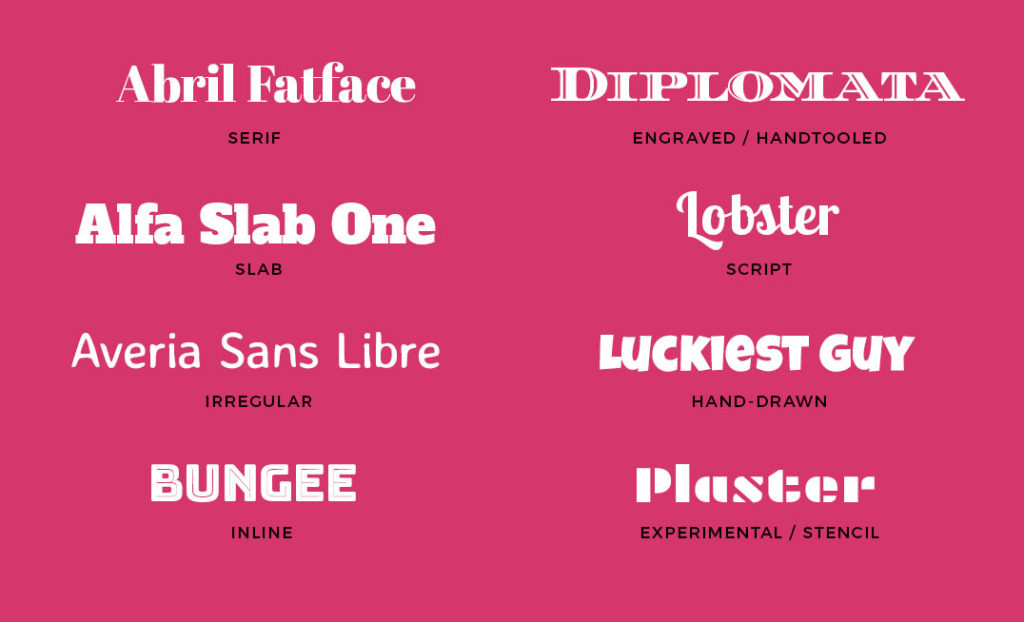 Abril Fatface
SERIF
DIPLOMATA
ENGRAVED / HANDTOOLED
Alfa Slab One
SLAB
Lobster
SCRIPT
Averia Sans Libre
IRREGULAR
LUCKIEST GUY
HAND-DRAWN
BUNGEE
INLINE
Plaster
EXPERIMENTAL / STENCIL